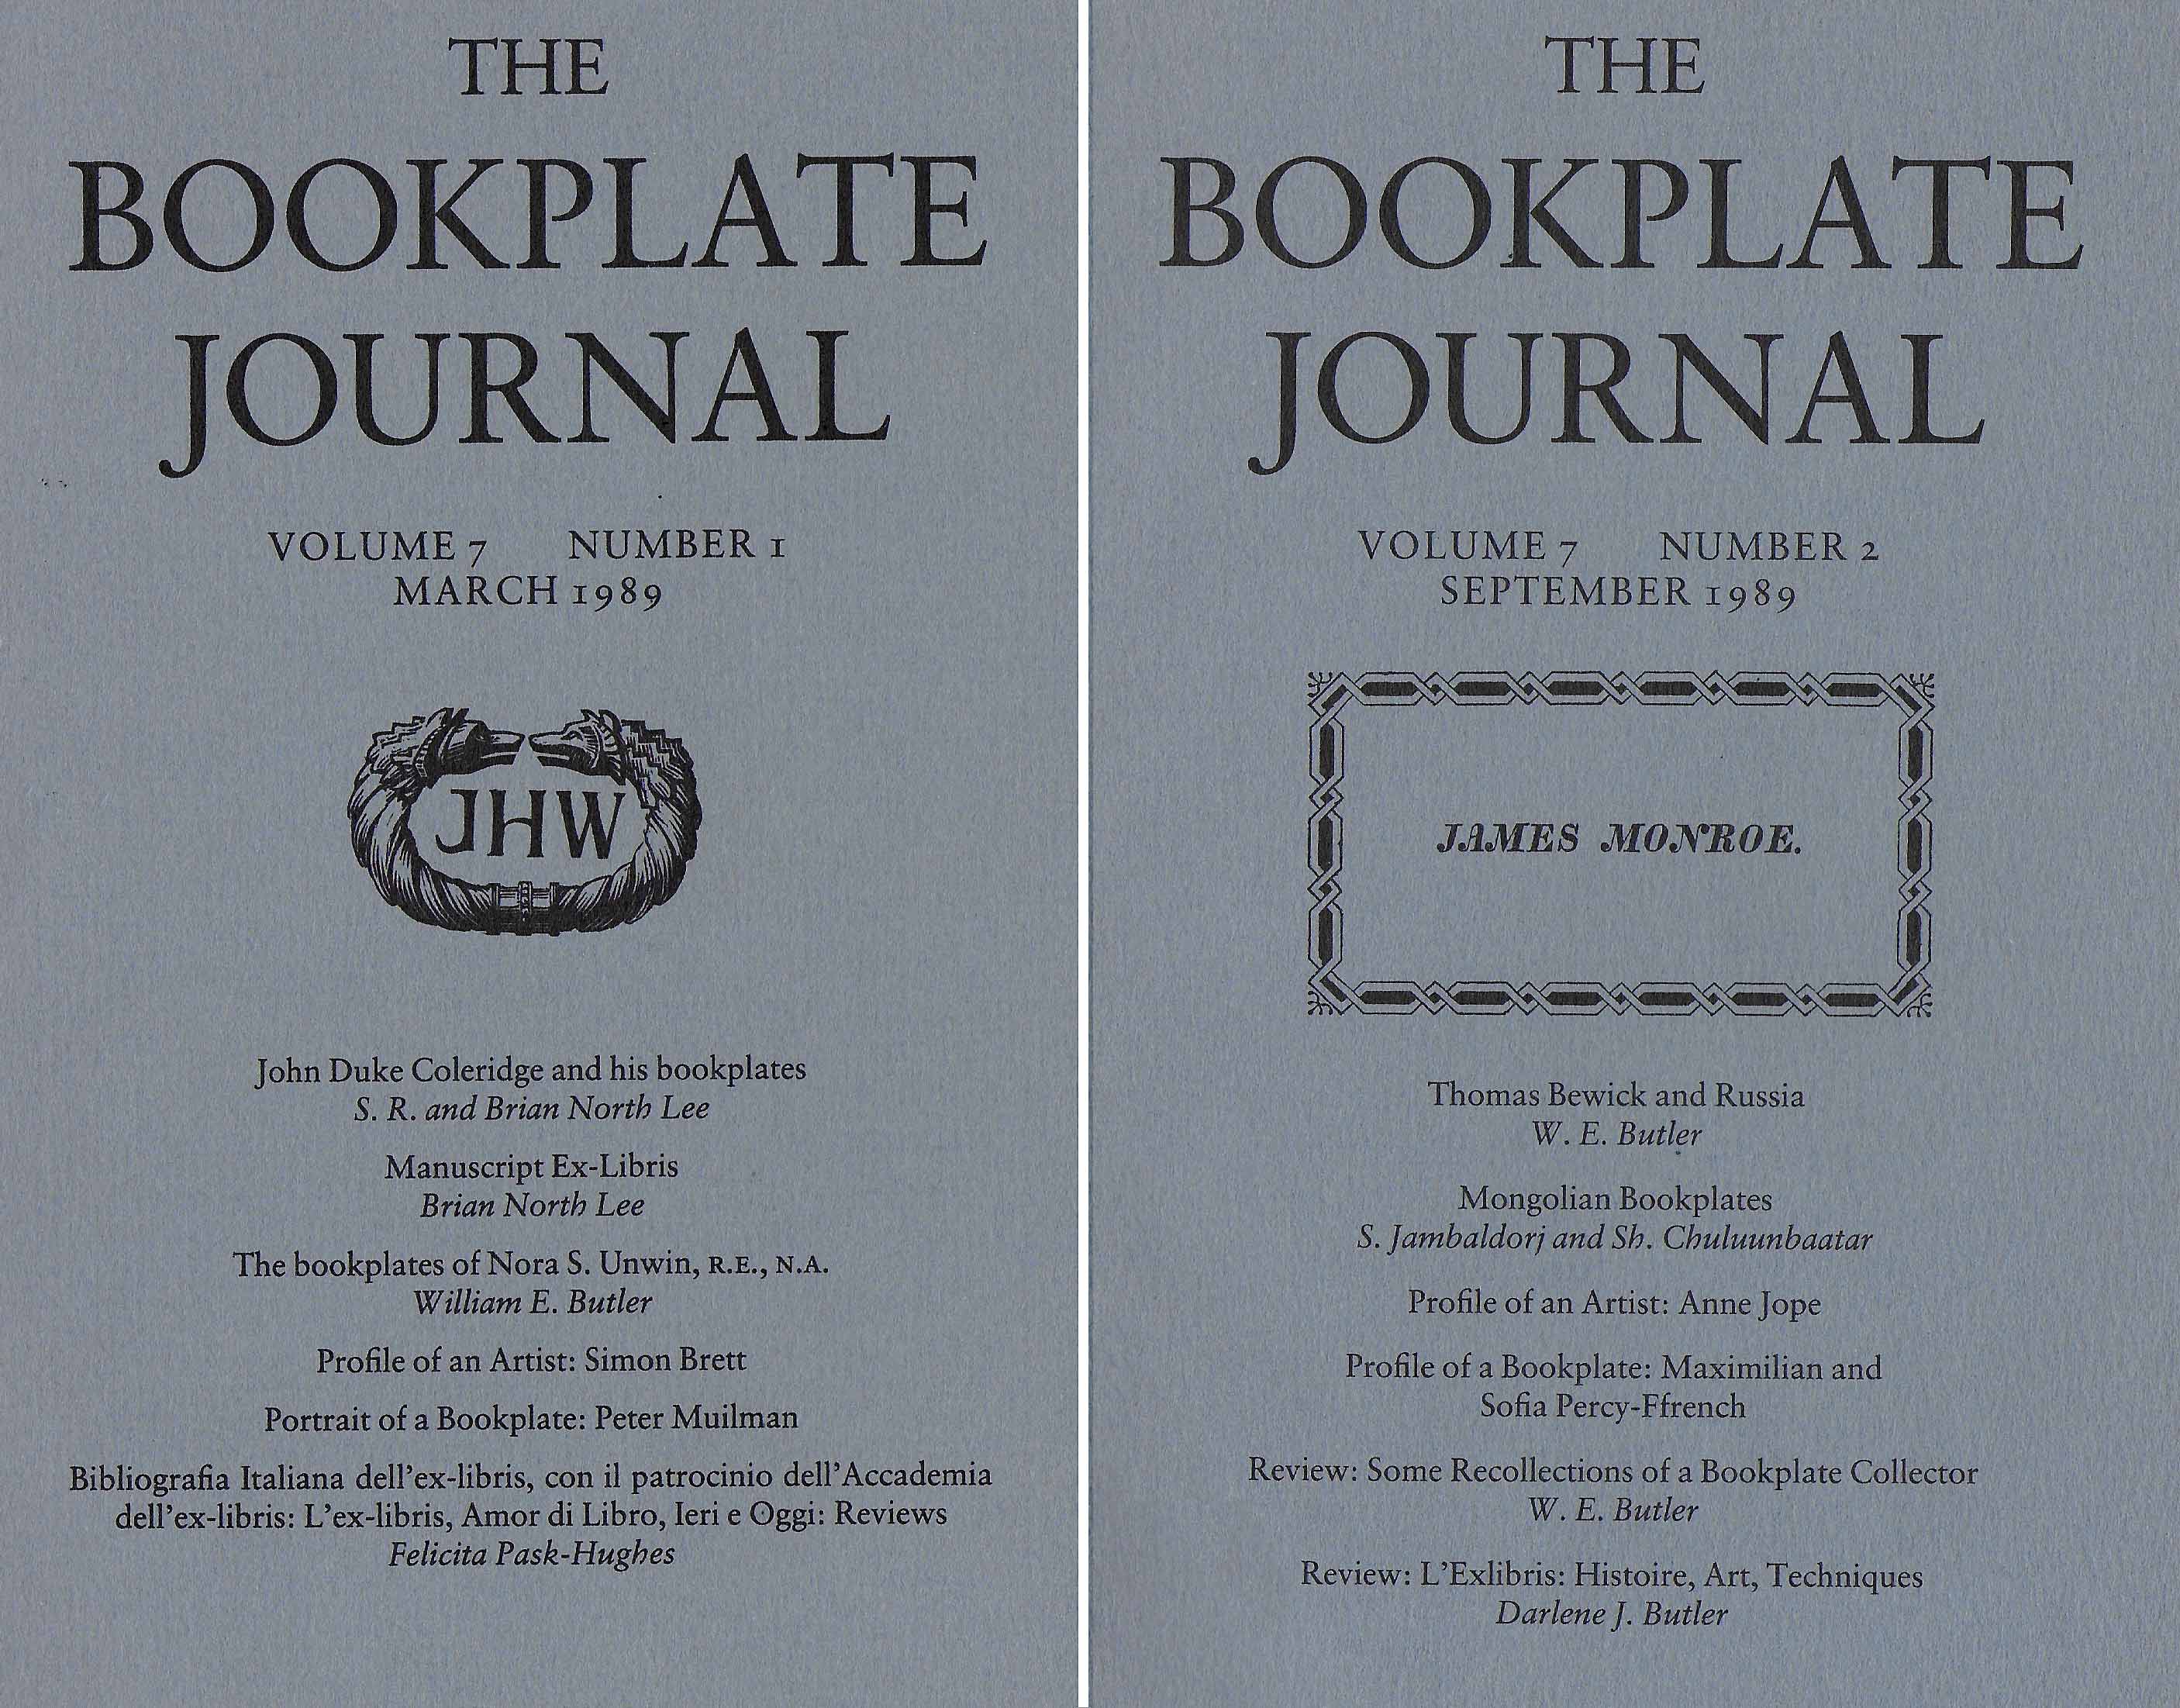 THE
BOOKPLATE
JOURNAL
VOLUME 7 NUMBER 1
MARCH 1989
JHW
John Duke Coleridge and his bookplates
S. R. and Brian North Lee
Manuscript Ex-Libris
Brian North Lee
The bookplates of Nora S. Unwin, R.E., N.A.
William E. Butler
Profile of an Artist: Simon Brett
Portrait of a Bookplate: Peter Muilman
Bibliografia Italiana dell'ex-libris, con il patrocinio dell'Accademia
dell'ex-libris: L'ex-libris, Amor di Libro, Ieri e Oggi: Reviews
Felicita Pask-Hughes
THE
BOOKPLATE
JOURNAL
VOLUME 7 NUMBER 2
SEPTEMBER 1989
JAMES MONROE.
Thomas Bewick and Russia
W. E. Butler
Mongolian Bookplates
S. Jambaldorj and Sh. Chuluunbaatar
Profile of an Artist: Anne Jope
Profile of a Bookplate: Maximilian and
Sofia Percy-Ffrench
Review: Some Recollections of a Bookplate Collector
W. E. Butler
Review: L'Exlibris: Histoire, Art, Techniques
Darlene J. Butler